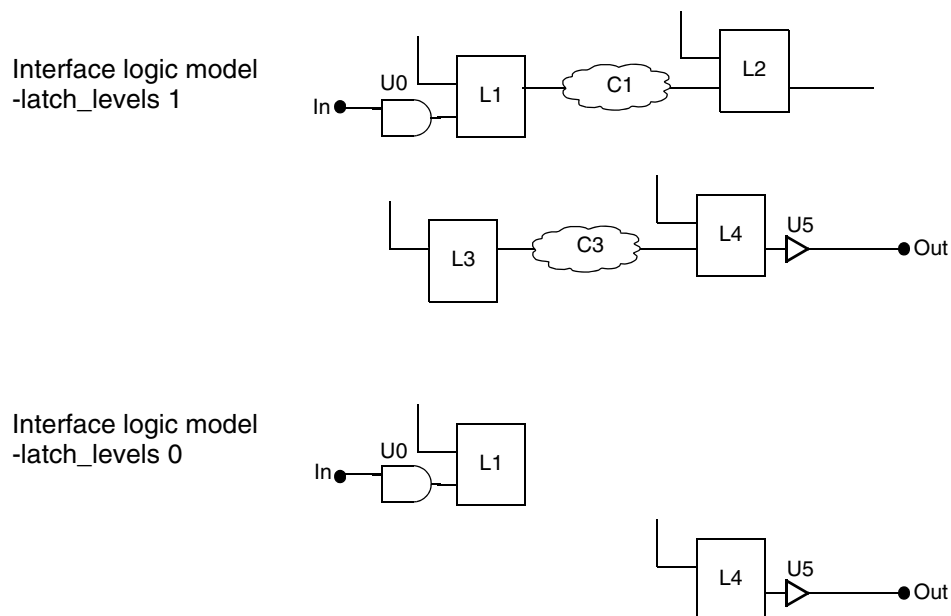 Interface logic model
-latch_levels 1
In
U0
L1
C1
L2
L3
C3
L4
U5
Out
Interface logic model
-latch_levels 0
In
U0
L1
L4
U5
Out